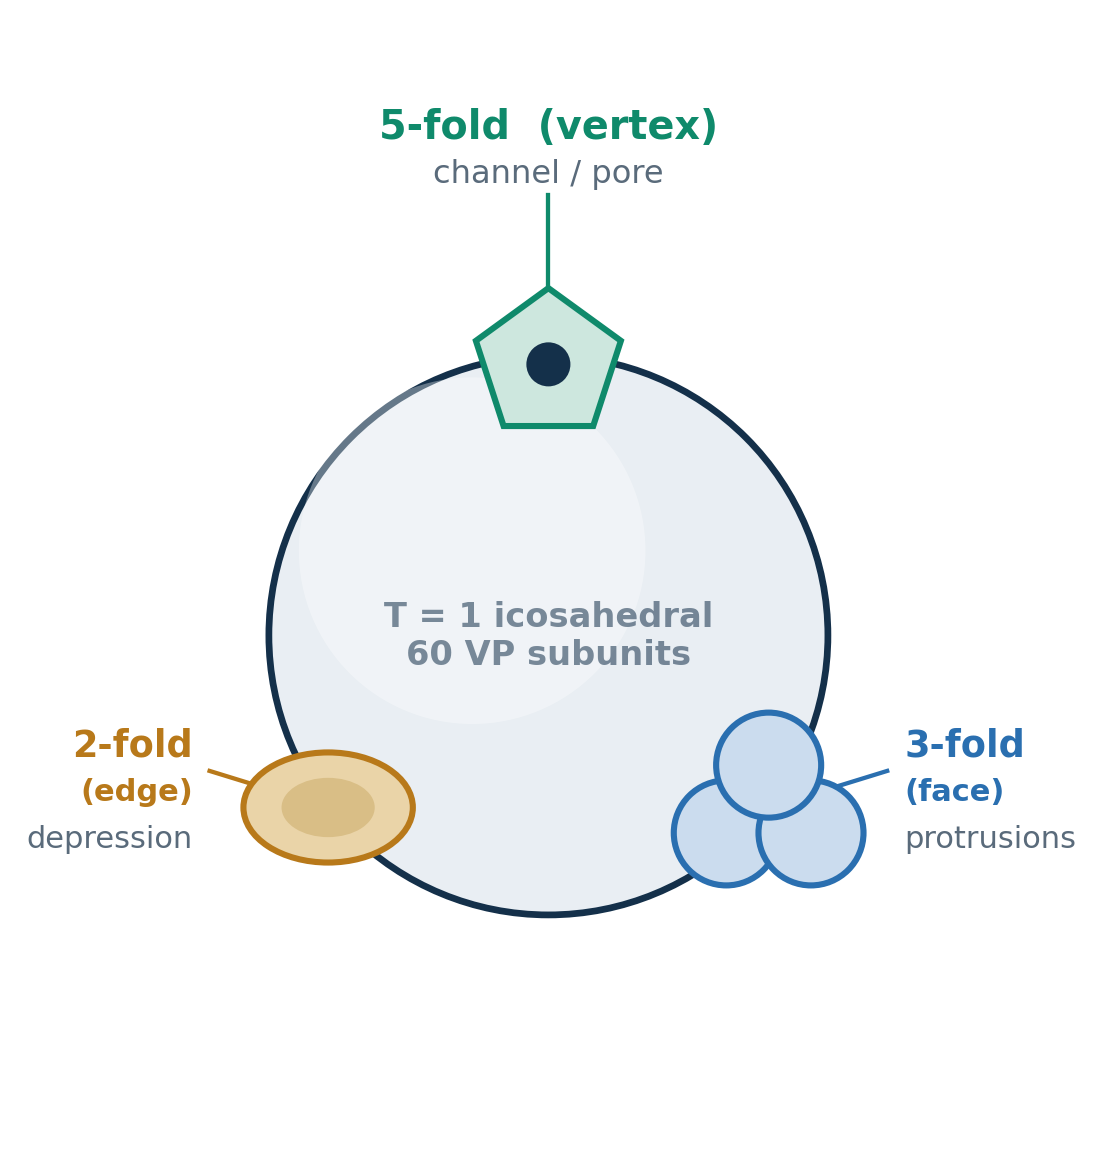 5-fold  (vertex)
channel / pore
T = 1 icosahedral
60 VP subunits
2-fold
(edge)
depression
3-fold
(face)
protrusions